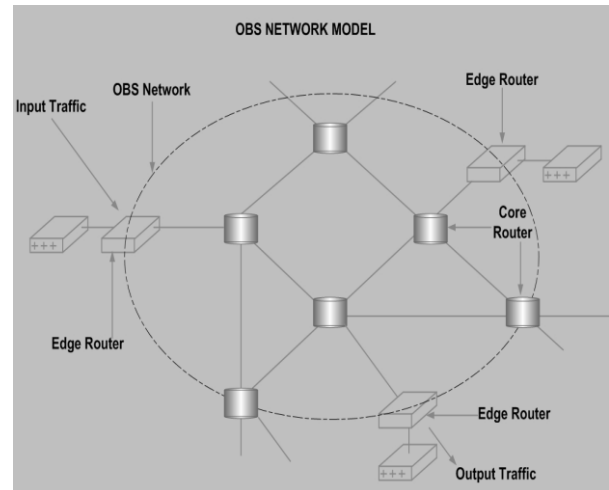 OBS NETWORK MODEL
Edge Router
OBS Network
Input Traffic
Core
Router
Edge Router
Edge Router
Output Traffic
+++
+++
+++